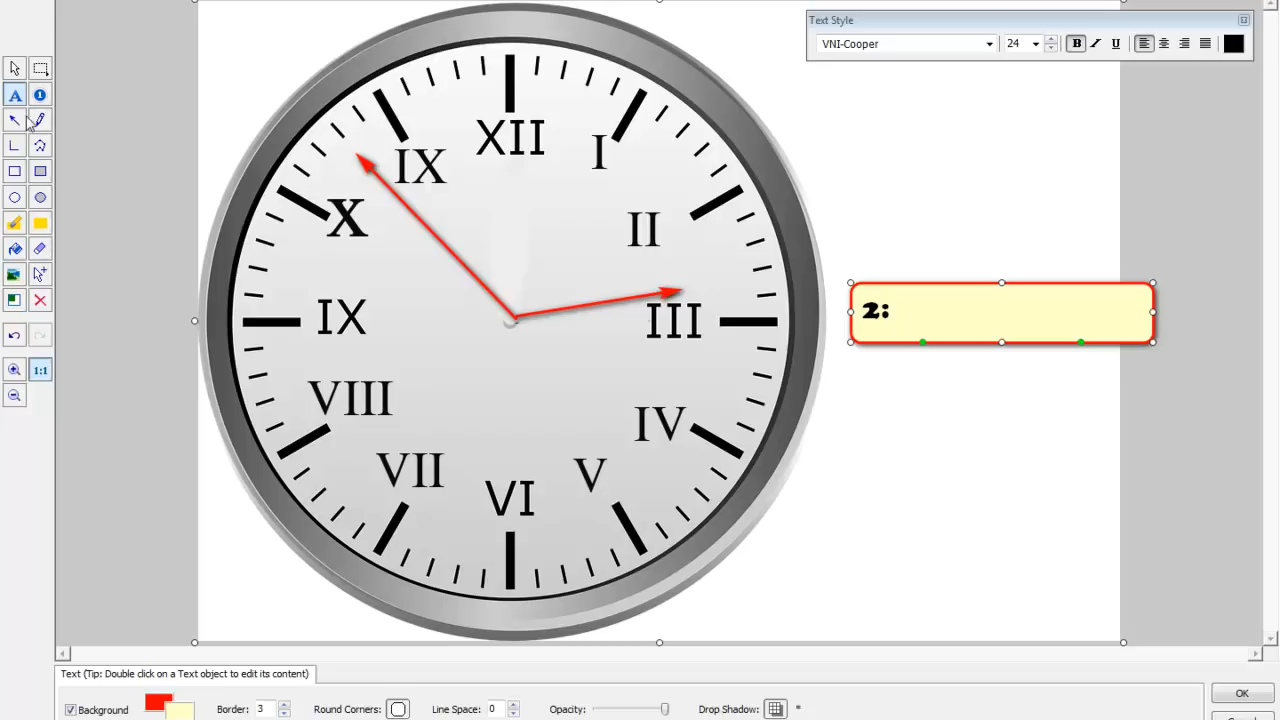 Text Style
VNI-Cooper
24
B
U
A
1
1:1
XII
IX
I
X
II
IX
III
2:
VIII
IV
VII
V
VI
Text (Tip: Double click on a Text object to edit its content)
OK
Background
Border: 3
Round Corners:
Line Space: 0
Opacity:
Drop Shadow:
*